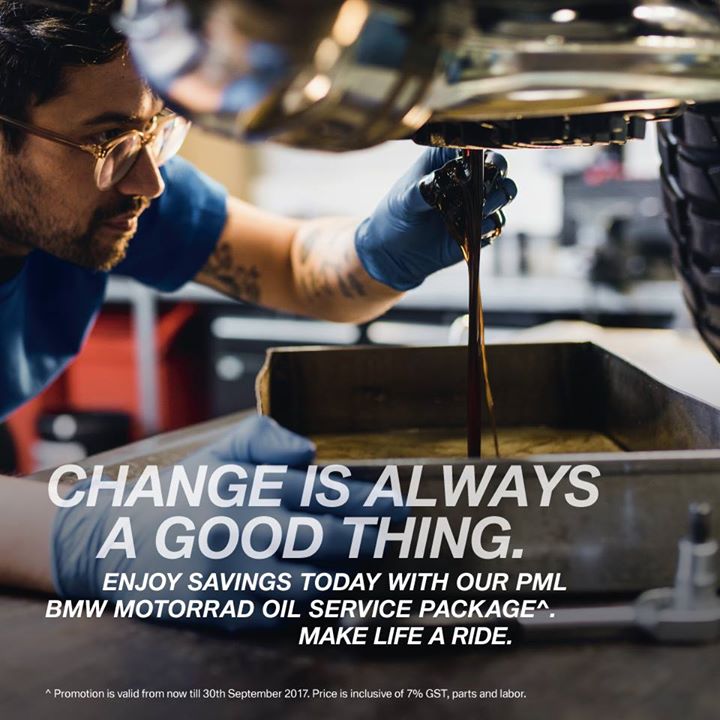 CHANGE IS ALWAYS
A GOOD THING.
ENJOY SAVINGS TODAY WITH OUR PML
BMW MOTORRAD OIL SERVICE PACKAGE^.
MAKE LIFE A RIDE.
^ Promotion is valid from now till 30th September 2017. Price is inclusive of 7% GST, parts and labor.